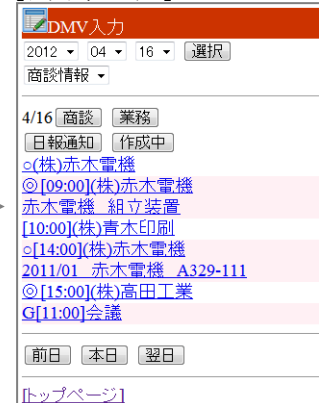 DMV入力
2012 04 16 選択
商談情報
4/16 商談 業務
日報通知 作成中
○(株)赤木電機
◎[09:00](株)赤木電機
赤木電機 組立装置
[10:00](株)青木印刷
○[14:00](株)赤木電機
2011/01 赤木電機 A329-111
◎[15:00](株)高田工業
G[11:00]会議
前日 本日 翌日
[トップページ]